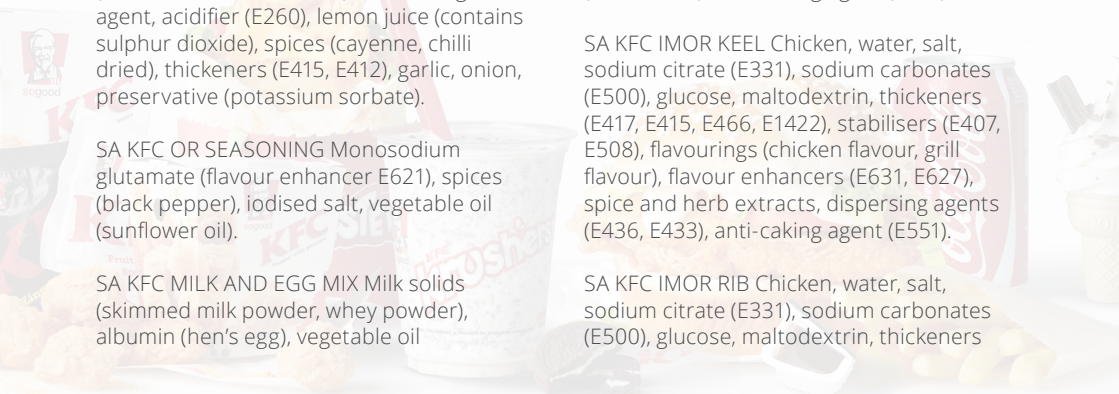 agent, acidifier (E260), lemon juice (contains
sulphur dioxide), spices (cayenne, chilli
dried), thickeners (E415, E412), garlic, onion,
preservative (potassium sorbate).
SA KFC OR SEASONING Monosodium
glutamate (flavour enhancer E621), spices
(black pepper), iodised salt, vegetable oil
(sunflower oil).
SA KFC MILK AND EGG MIX Milk solids
(skimmed milk powder, whey powder),
albumin (hen’s egg), vegetable oil
SA KFC IMOR KEEL Chicken, water, salt,
sodium citrate (E331), sodium carbonates
(E500), glucose, maltodextrin, thickeners
(E417, E415, E466, E1422), stabilisers (E407,
E508), flavourings (chicken flavour, grill
flavour), flavour enhancers (E631, E627),
spice and herb extracts, dispersing agents
(E436, E433), anti-caking agent (E551).
SA KFC IMOR RIB Chicken, water, salt,
sodium citrate (E331), sodium carbonates
(E500), glucose, maltodextrin, thickeners
sogood
KFC
KFC
Krushers